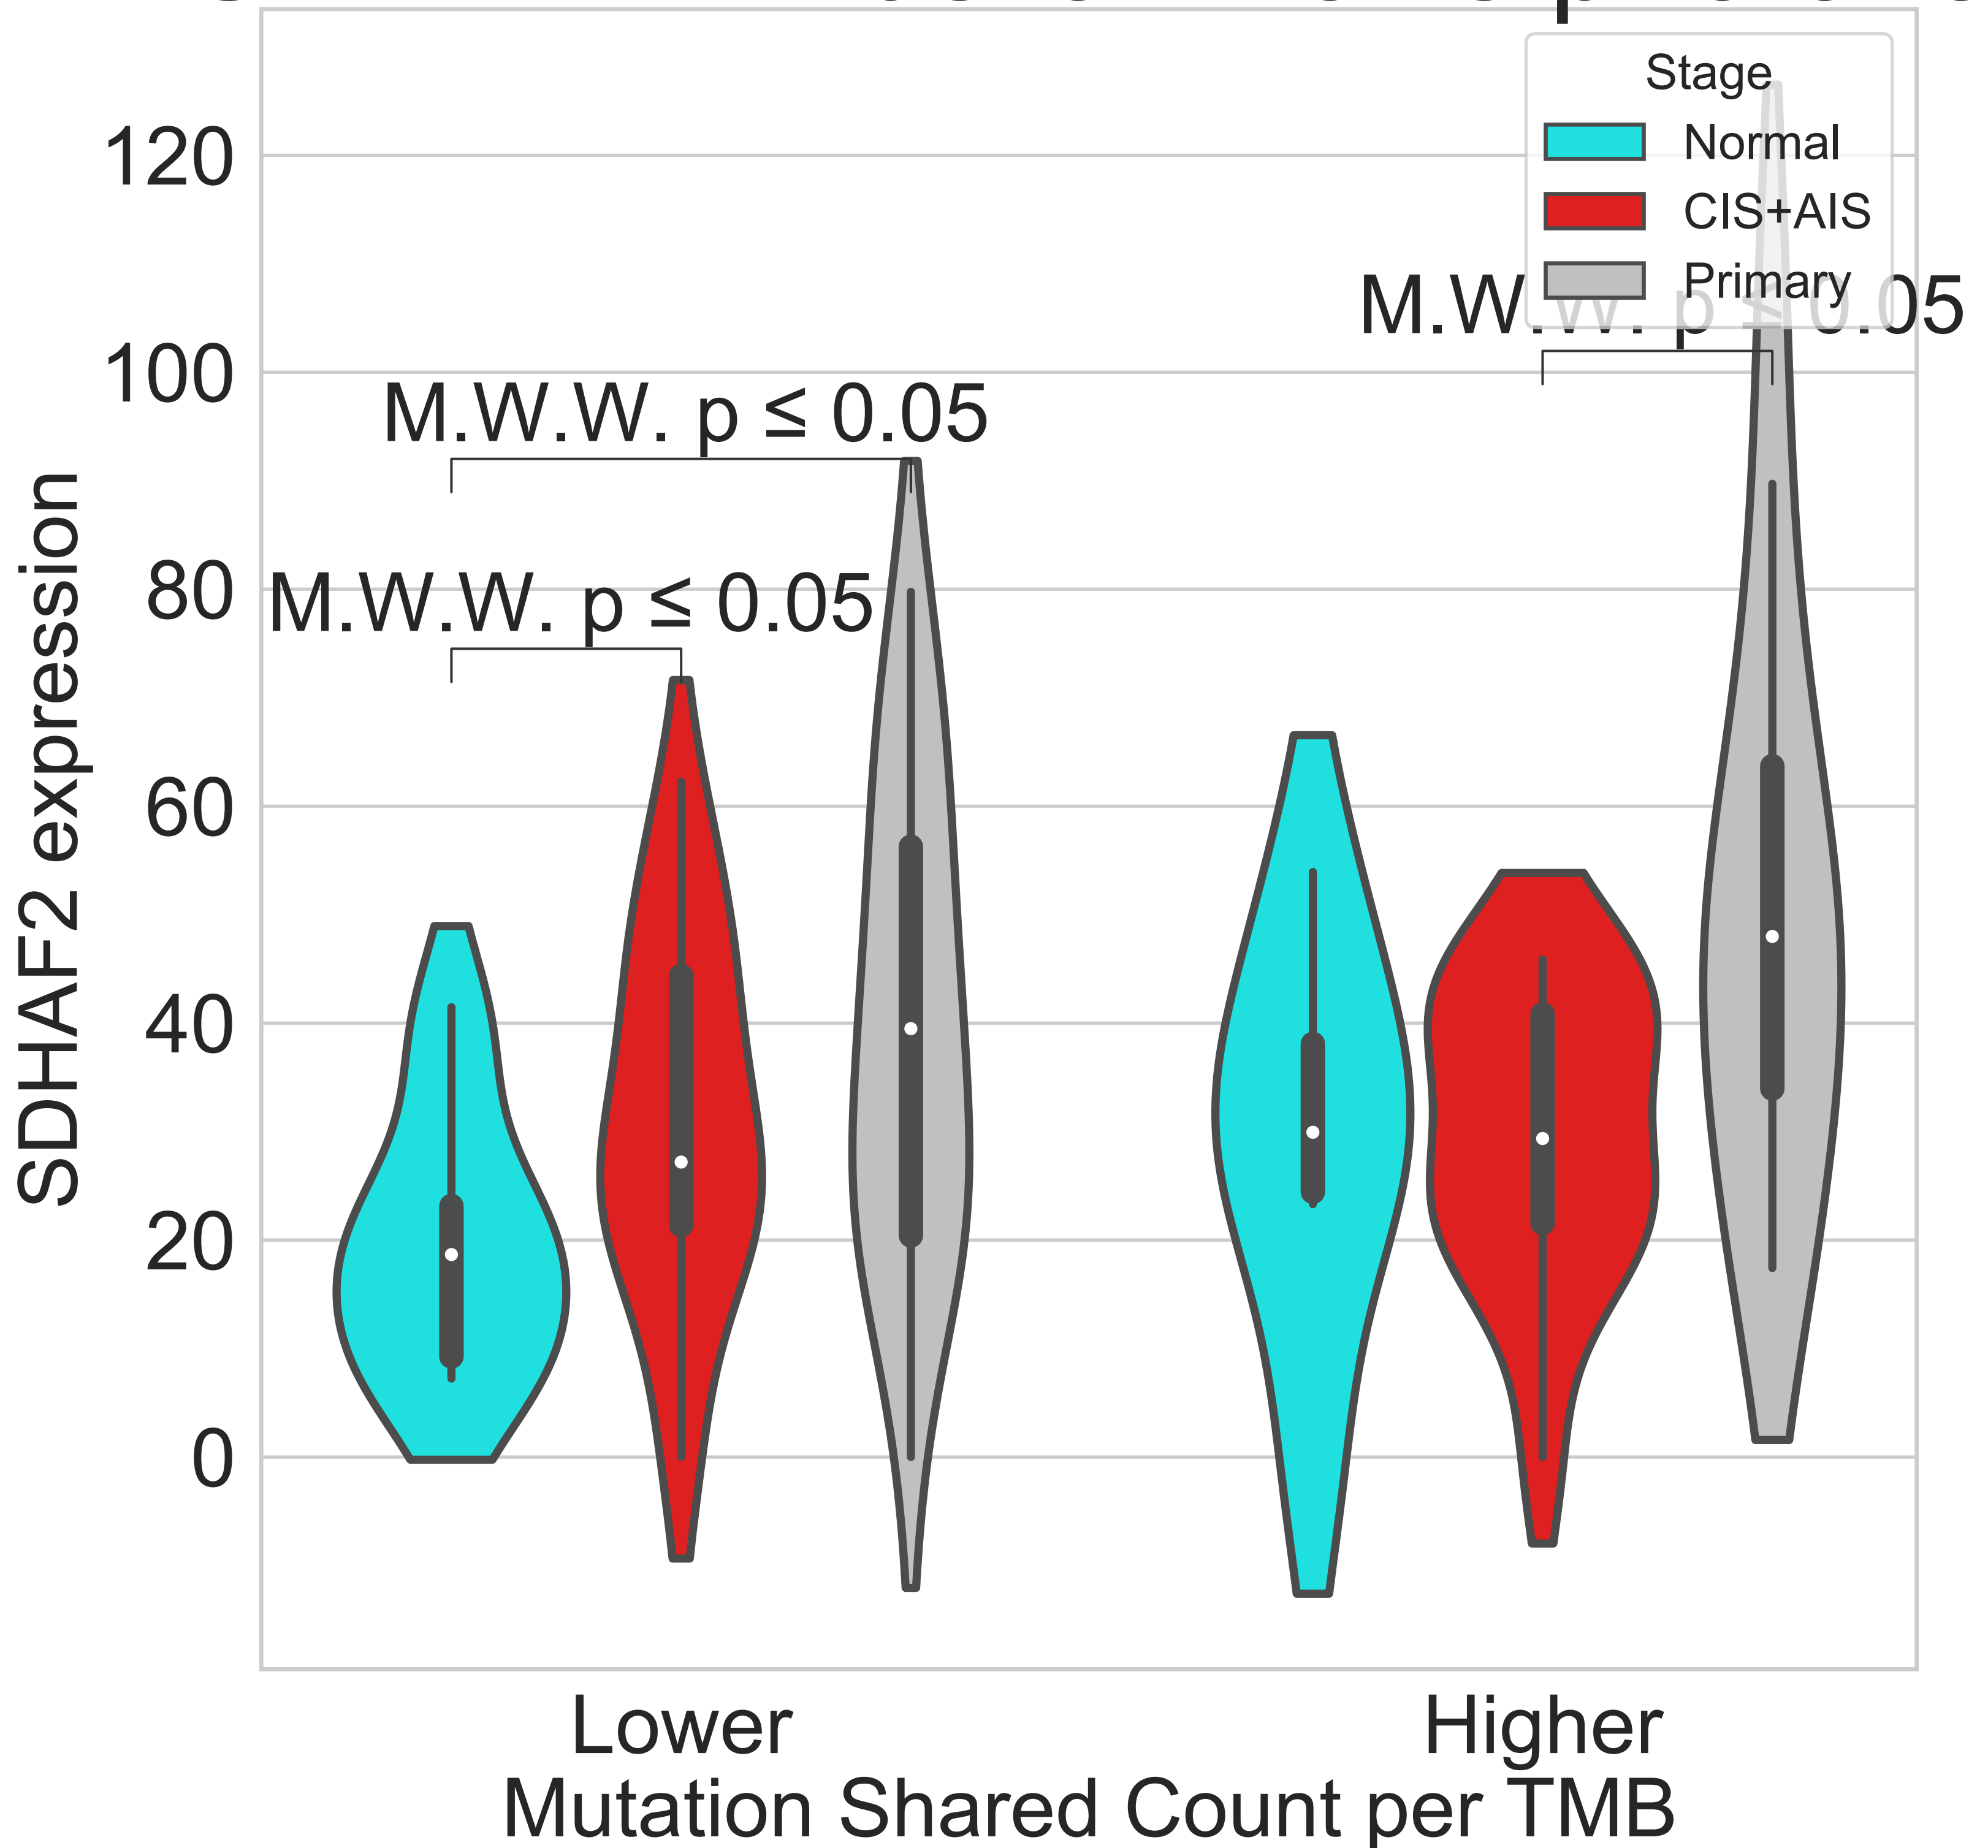 Stage
Normal
CIS+AIS
Primary
M.W.W. p ≤ 0.05
M.W.W. p ≤ 0.05
M.W.W. p ≤ 0.05
SDHAF2 expression
120
100
80
60
40
20
0
Lower
Higher
Mutation Shared Count per TMB